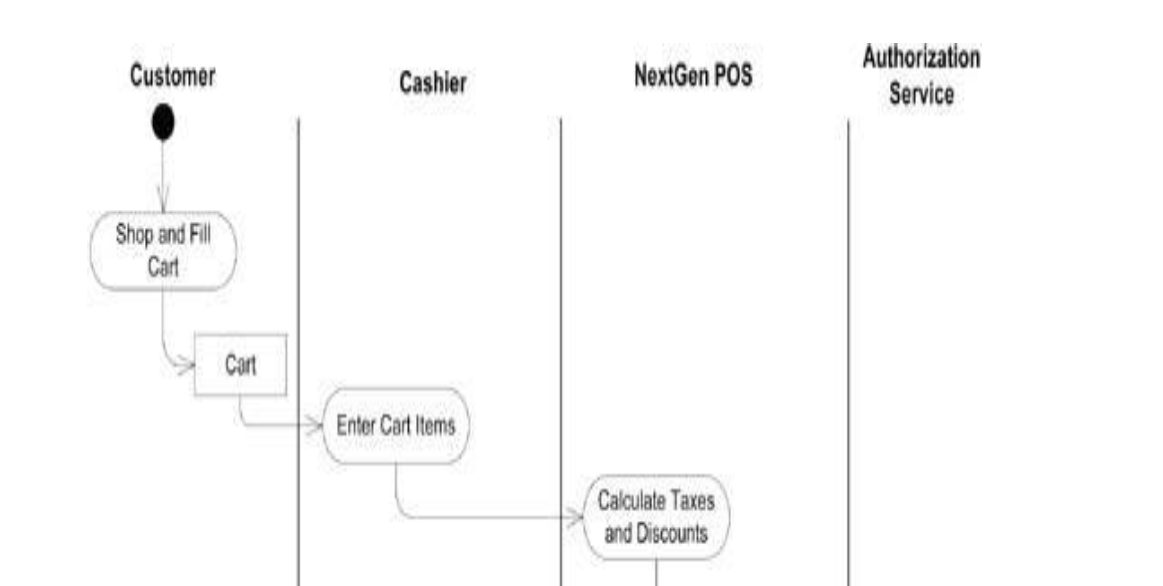 Customer
Cashier
NextGen POS
Authorization
Service
Shop and Fill
Cart
Cart
Enter Cart Items
Calculate Taxes
and Discounts